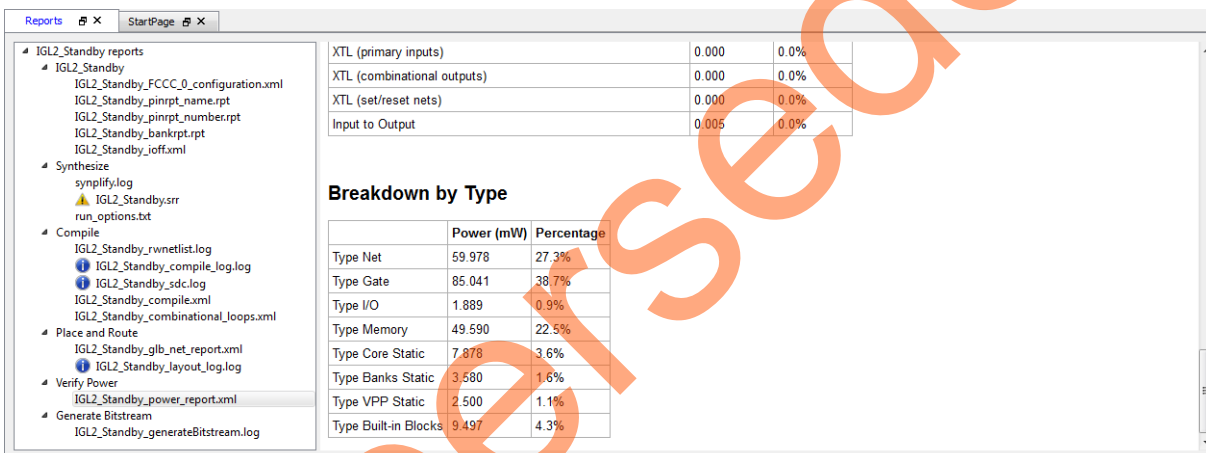 Reports
StartPage
IGL2_Standby reports
IGL2_Standby
IGL2_Standby_FCCC_0_configuration.xml
IGL2_Standby_pinrpt_name.rpt
IGL2_Standby_pinrpt_number.rpt
IGL2_Standby_bankrpt.rpt
IGL2_Standby_ioff.xml
Synthesize
synplify.log
IGL2_Standby.srr
run_options.txt
Compile
IGL2_Standby_rwnetlist.log
IGL2_Standby_compile_log.log
IGL2_Standby_sdc.log
IGL2_Standby_compile.xml
IGL2_Standby_combinational_loops.xml
Place and Route
IGL2_Standby_glb_net_report.xml
IGL2_Standby_layout_log.log
Verify Power
IGL2_Standby_power_report.xml
Generate Bitstream
IGL2_Standby_generateBitstream.log
XTL (primary inputs) 0.000 0.0%
XTL (combinational outputs) 0.000 0.0%
XTL (set/reset nets) 0.000 0.0%
Input to Output 0.005 0.0%
Breakdown by Type
Power (mW) Percentage
Type Net 59.978 27.3%
Type Gate 85.041 38.7%
Type I/O 1.889 0.9%
Type Memory 49.590 22.5%
Type Core Static 7.878 3.6%
Type Banks Static 3.580 1.6%
Type VPP Static 2.500 1.1%
Type Built-in Blocks 9.497 4.3%
ersed